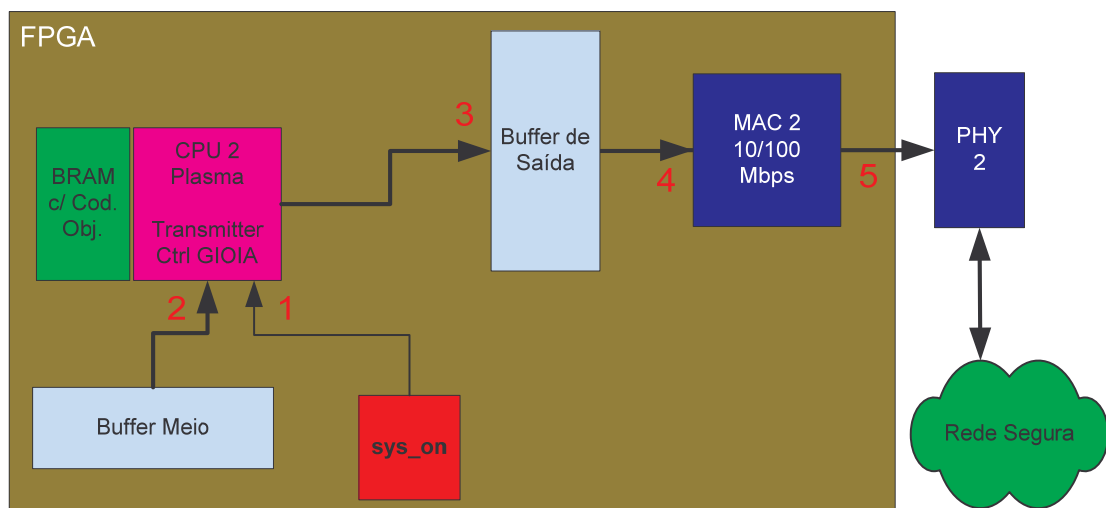 FPGA
BRAM
c/ Cod.
Obj.
CPU 2
Plasma
Transmitter
Ctrl GIOIA
3
Buffer de
Saída
4
MAC 2
10/100
Mbps
5
PHY
2
2
1
Buffer Meio
sys_on
Rede Segura